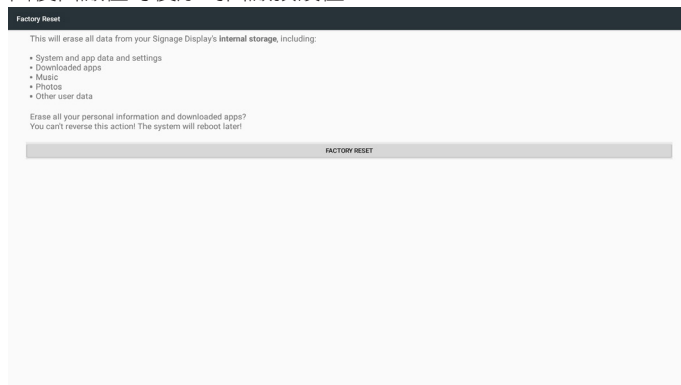 Factory Reset
This will erase all data from your Signage Display's internal storage, including:
• System and app data and settings
• Downloaded apps
• Music
• Photos
• Other user data
Erase all your personal information and downloaded apps?
You can't reverse this action! The system will reboot later!
FACTORY RESET